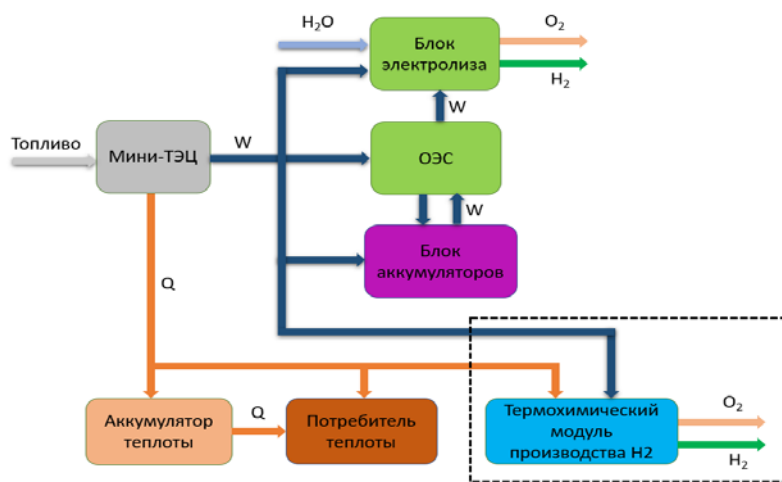 H₂O
Блок
электролиза
O₂
H₂
W
Топливо
Мини-ТЭЦ
W
ОЭС
W
Блок
аккумуляторов
Q
Аккумулятор
теплоты
Q
Потребитель
теплоты
Термохимический
модуль
производства H2
O₂
H₂